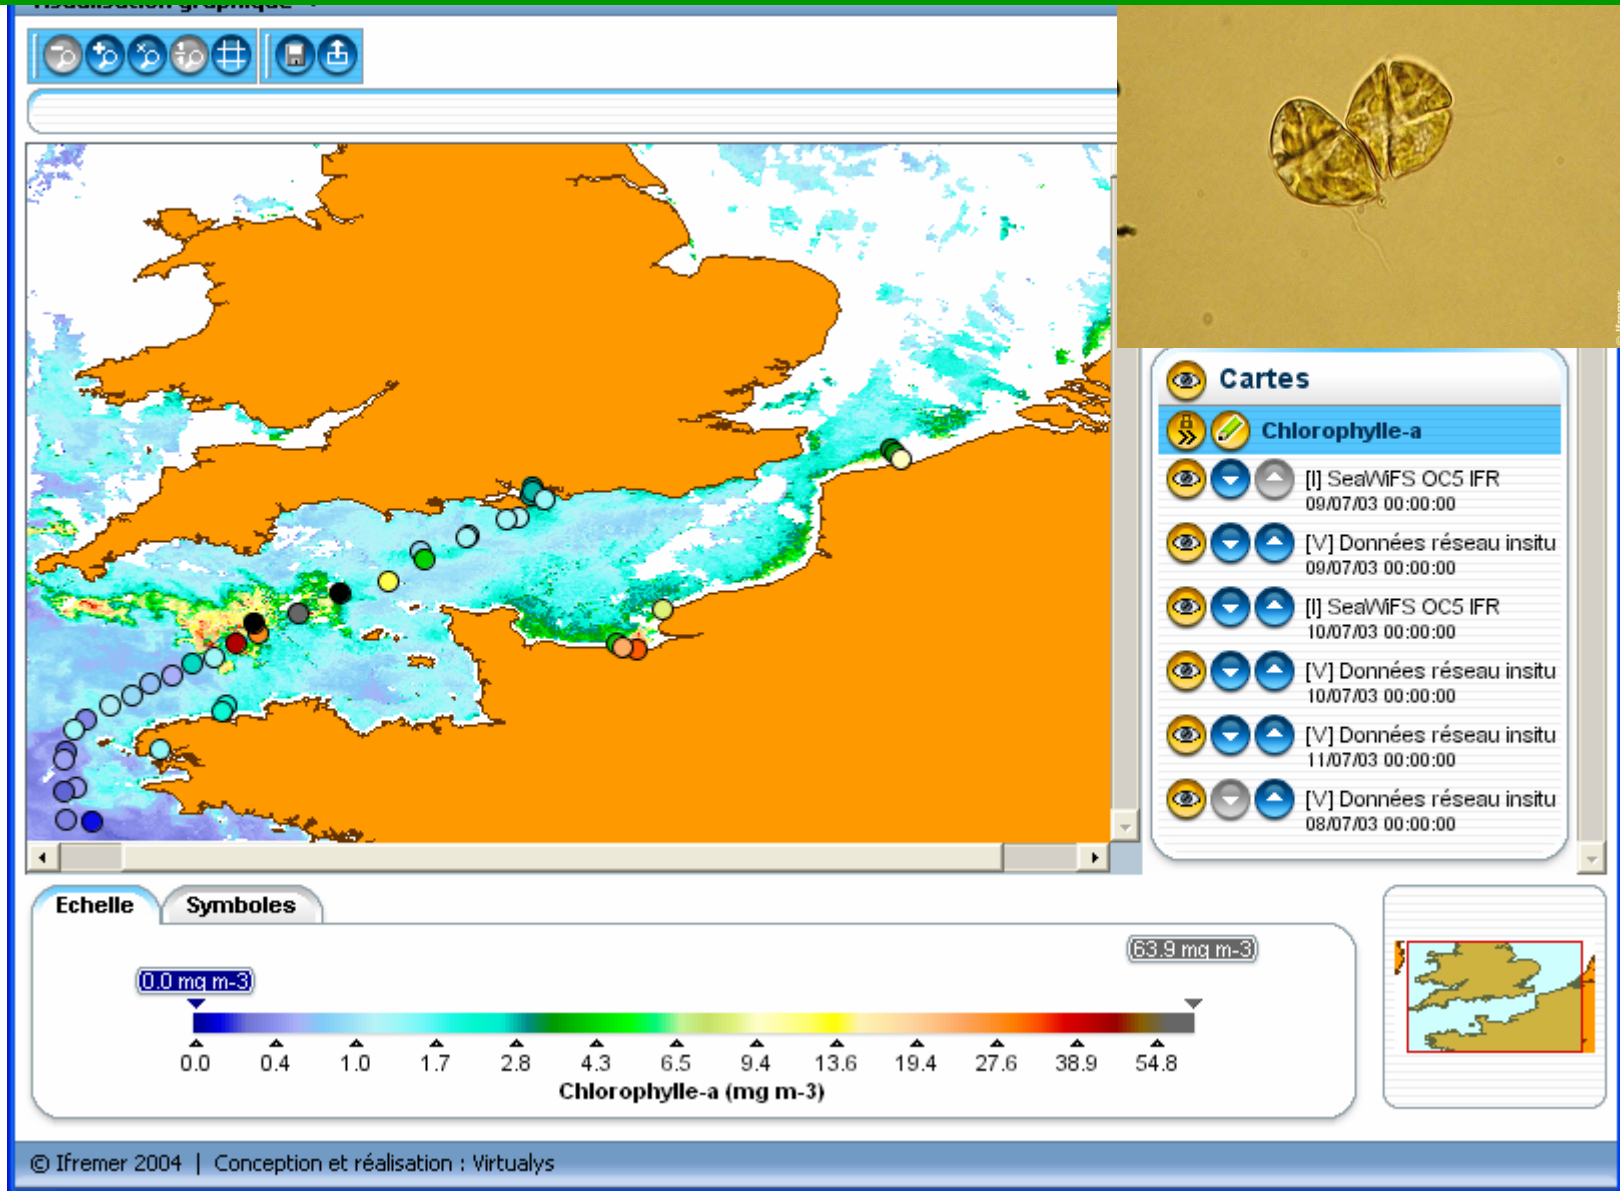 Visualisation graphique
© Ifremer
Cartes
Chlorophylle-a
[I] SeaWiFS OC5 IFR
09/07/03 00:00:00
[V] Données réseau insitu
09/07/03 00:00:00
[I] SeaWiFS OC5 IFR
10/07/03 00:00:00
[V] Données réseau insitu
10/07/03 00:00:00
[V] Données réseau insitu
11/07/03 00:00:00
[V] Données réseau insitu
08/07/03 00:00:00
Echelle Symboles
63.9 mg m-3
0.0 mg m-3
0.0 0.4 1.0 1.7 2.8 4.3 6.5 9.4 13.6 19.4 27.6 38.9 54.8
Chlorophylle-a (mg m-3)
© Ifremer 2004 | Conception et réalisation : Virtualys